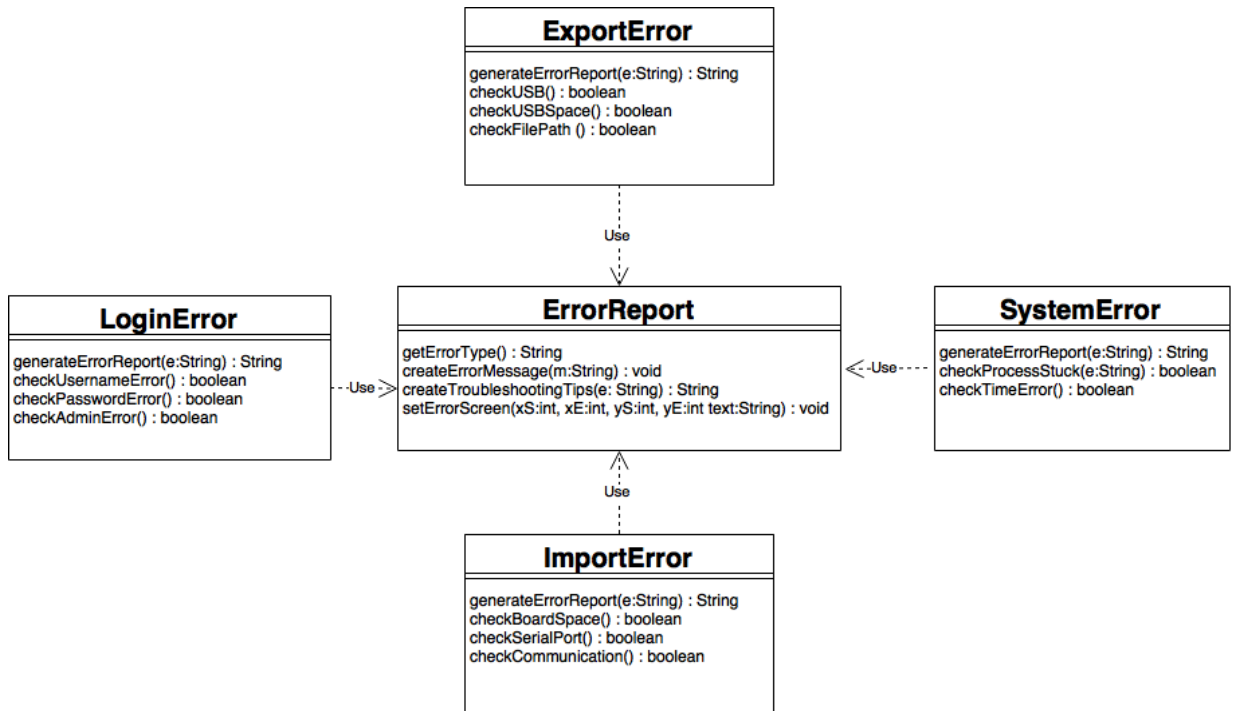 ExportError
generateErrorReport(e:String) : String
checkUSB() : boolean
checkUSBSpace() : boolean
checkFilePath () : boolean
Use
LoginError
generateErrorReport(e:String) : String
checkUsernameError() : boolean
checkPasswordError() : boolean
checkAdminError() : boolean
Use
ErrorReport
getErrorType() : String
createErrorMessage(m:String) : void
createTroubleshootingTips(e: String) : String
setErrorScreen(xS:int, xE:int, yS:int, yE:int text:String) : void
Use
SystemError
generateErrorReport(e:String) : String
checkProcessStuck(e:String) : boolean
checkTimeError() : boolean
Use
ImportError
generateErrorReport(e:String) : String
checkBoardSpace() : boolean
checkSerialPort() : boolean
checkCommunication() : boolean